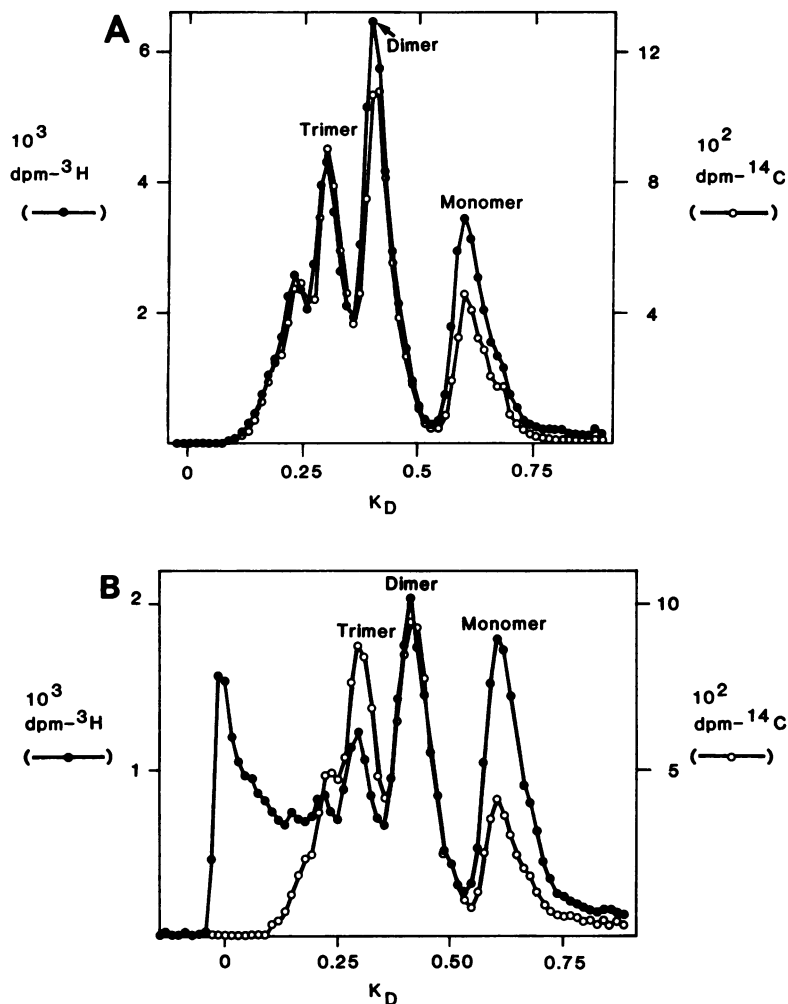 A
Dimer
Trimer
Monomer
10³
dpm-³H
( )
10²
dpm-¹⁴C
( )
6
4
2
12
8
4
0 0.25 0.5 0.75
K_D
B
Dimer
Trimer
Monomer
10³
dpm-³H
( )
10²
dpm-¹⁴C
( )
2
1
10
5
0 0.25 0.50 0.75
K_D